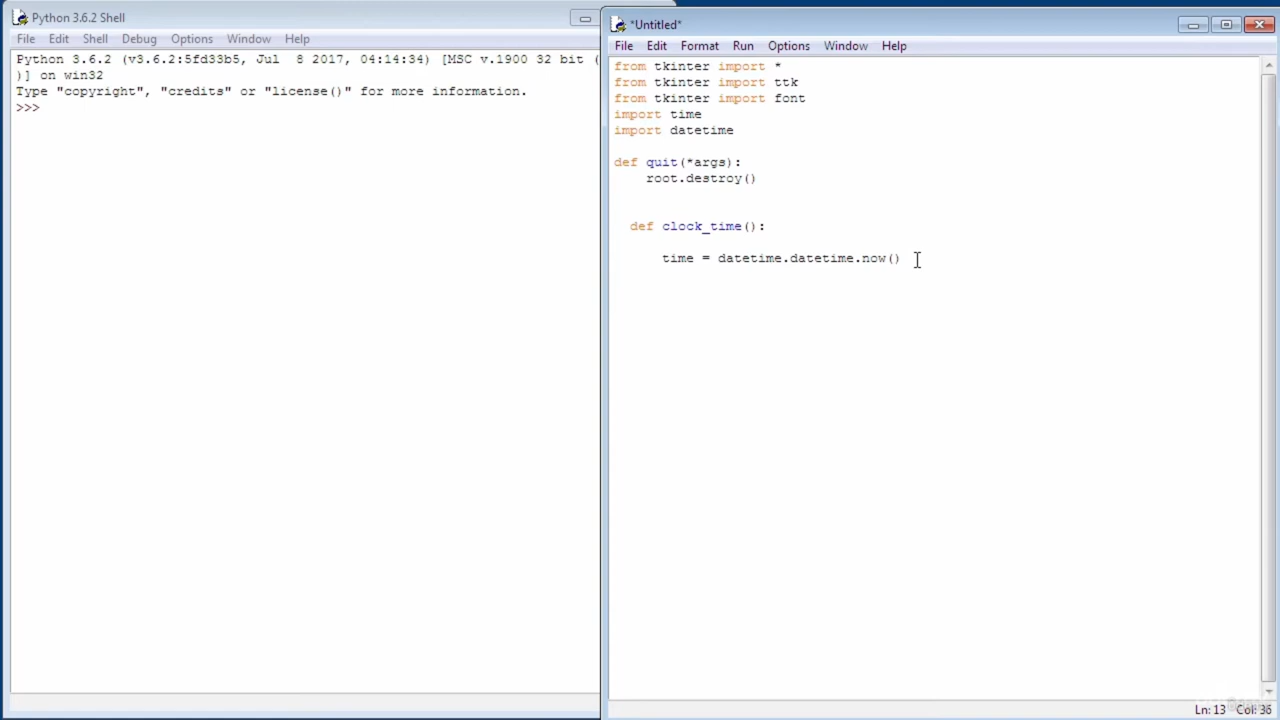 Python 3.6.2 Shell
File Edit Shell Debug Options Window Help
Python 3.6.2 (v3.6.2:5fd33b5, Jul  8 2017, 04:14:34) [MSC v.1900 32 bit (
)] on win32
Type "copyright", "credits" or "license()" for more information.
>>>
*Untitled*
File Edit Format Run Options Window Help
from tkinter import *
from tkinter import ttk
from tkinter import font
import time
import datetime
def quit(*args):
    root.destroy()
  def clock_time():
      time = datetime.datetime.now()
Ln: 13 Col: 36